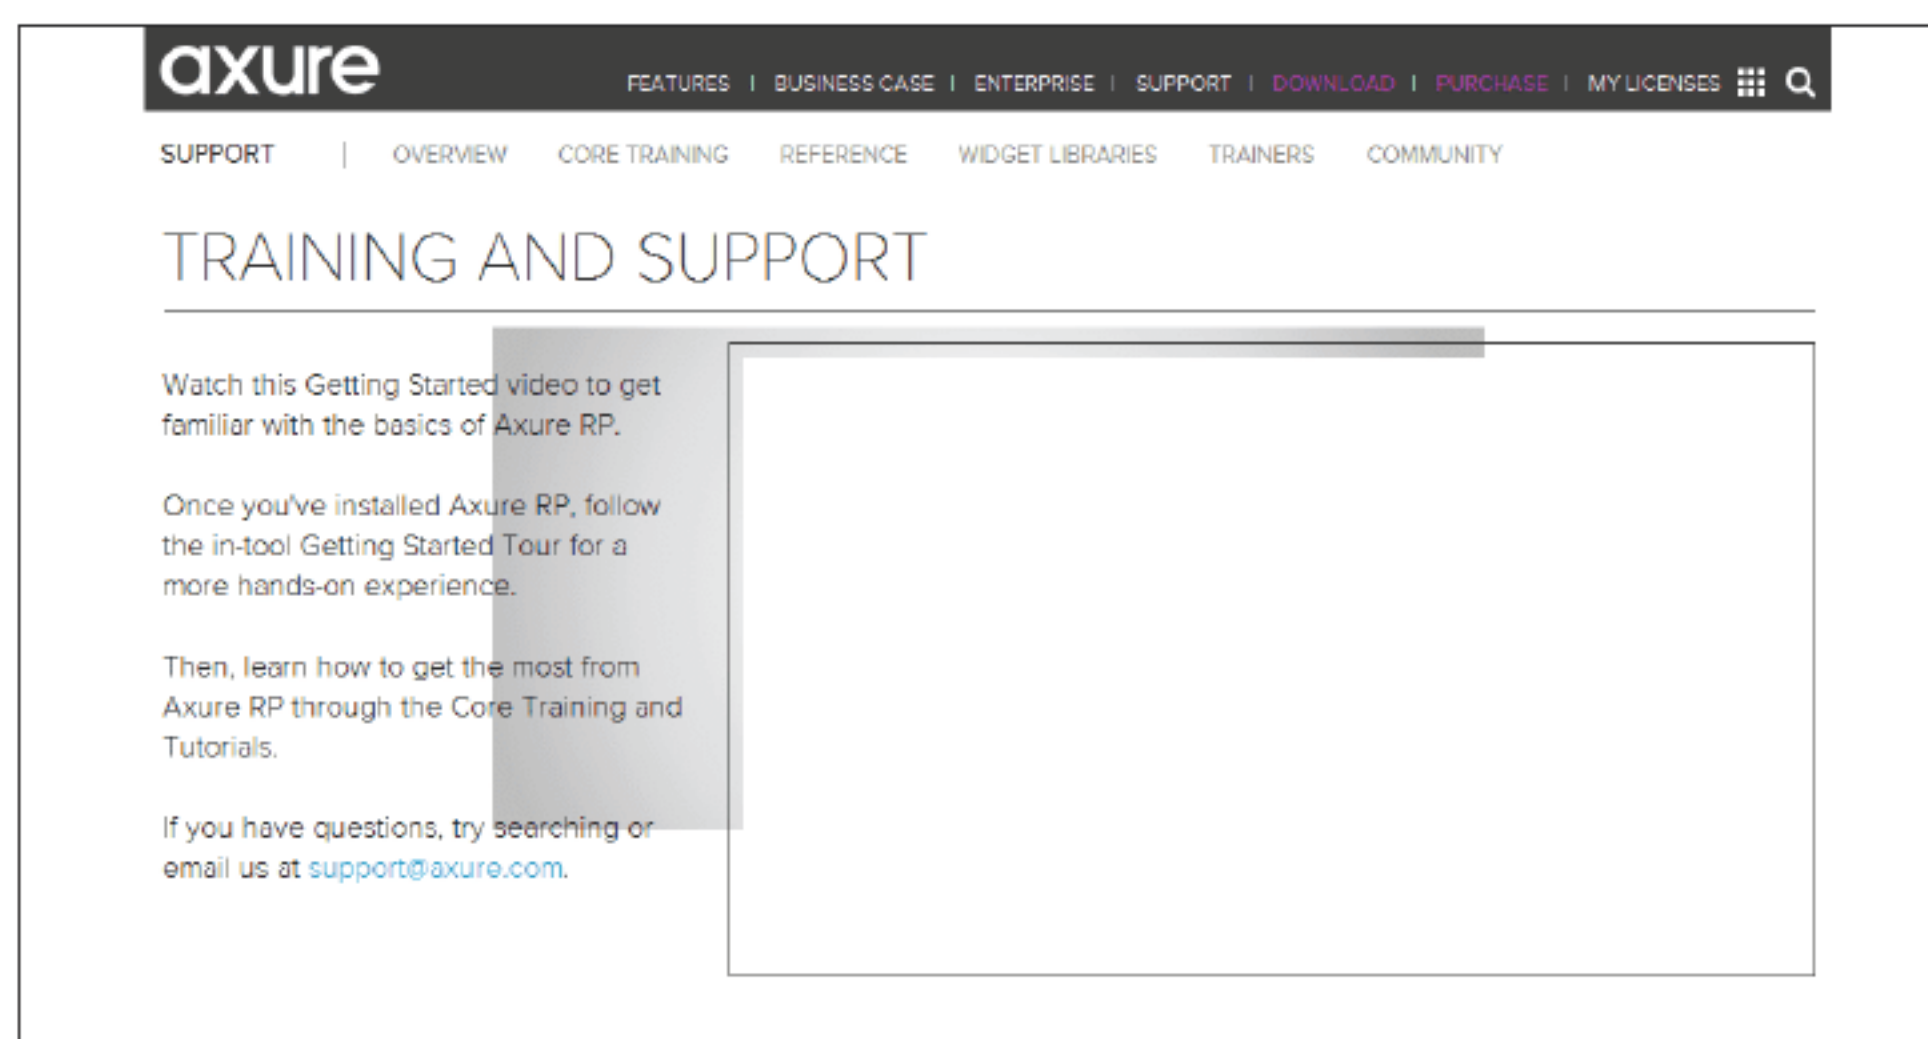 axure
FEATURES | BUSINESS CASE | ENTERPRISE | SUPPORT | DOWNLOAD | PURCHASE | MY LICENSES
SUPPORT | OVERVIEW CORE TRAINING REFERENCE WIDGET LIBRARIES TRAINERS COMMUNITY
TRAINING AND SUPPORT
Watch this Getting Started video to get
familiar with the basics of Axure RP.
Once you've installed Axure RP, follow
the in-tool Getting Started Tour for a
more hands-on experience.
Then, learn how to get the most from
Axure RP through the Core Training and
Tutorials.
If you have questions, try searching or
email us at support@axure.com.